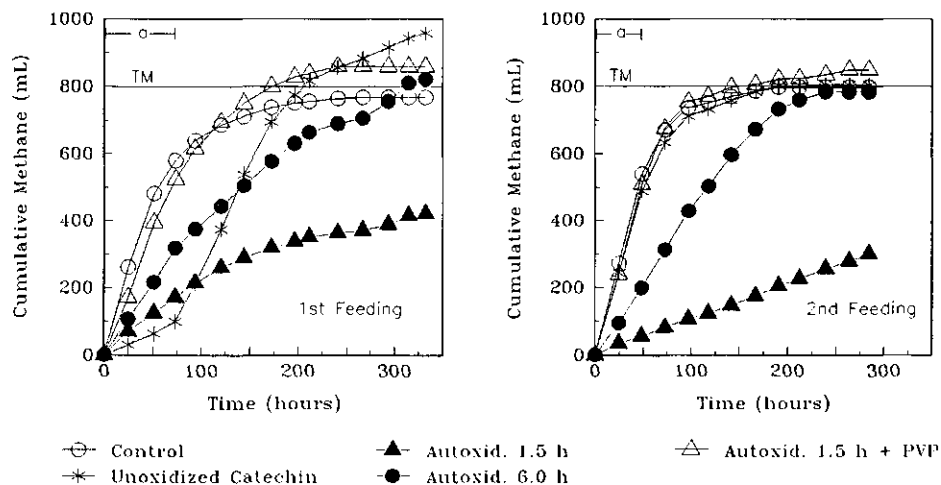 1000
800
600
400
200
0
Cumulative Methane (mL)
a
TM
1st Feeding
0 100 200 300
Time (hours)
1000
800
600
400
200
0
Cumulative Methane (mL)
a
TM
2nd Feeding
0 100 200 300
Time (hours)
Control
Autoxid. 1.5 h
Autoxid. 1.5 h + PVP
Unoxidized Catechin
Autoxid. 6.0 h